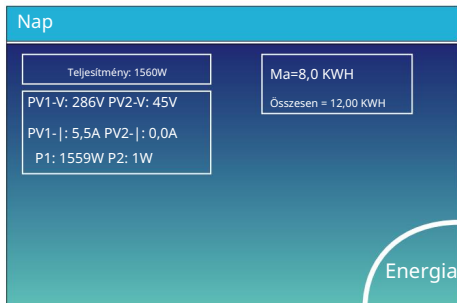 Nap
Teljesítmény: 1560W
PV1-V: 286V PV2-V: 45V
PV1-|: 5,5A PV2-|: 0,0A
P1: 1559W P2: 1W
Ma=8,0 KWH
Összesen = 12,00 KWH
Energia